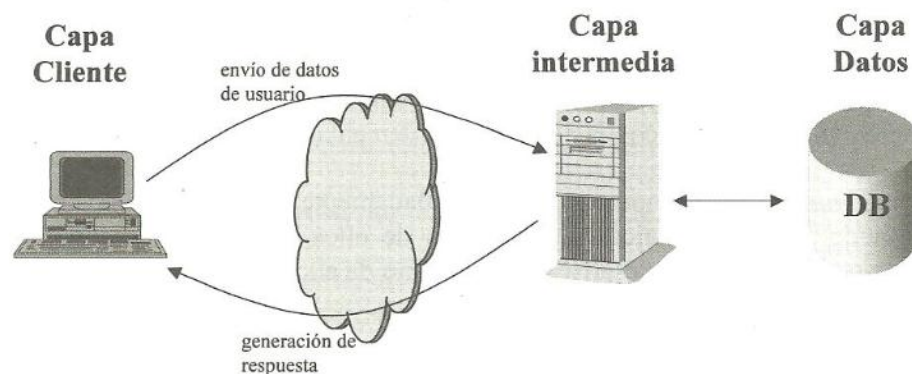 Capa
Cliente
envío de datos
de usuario
Capa
intermedia
Capa
Datos
DB
generación de
respuesta